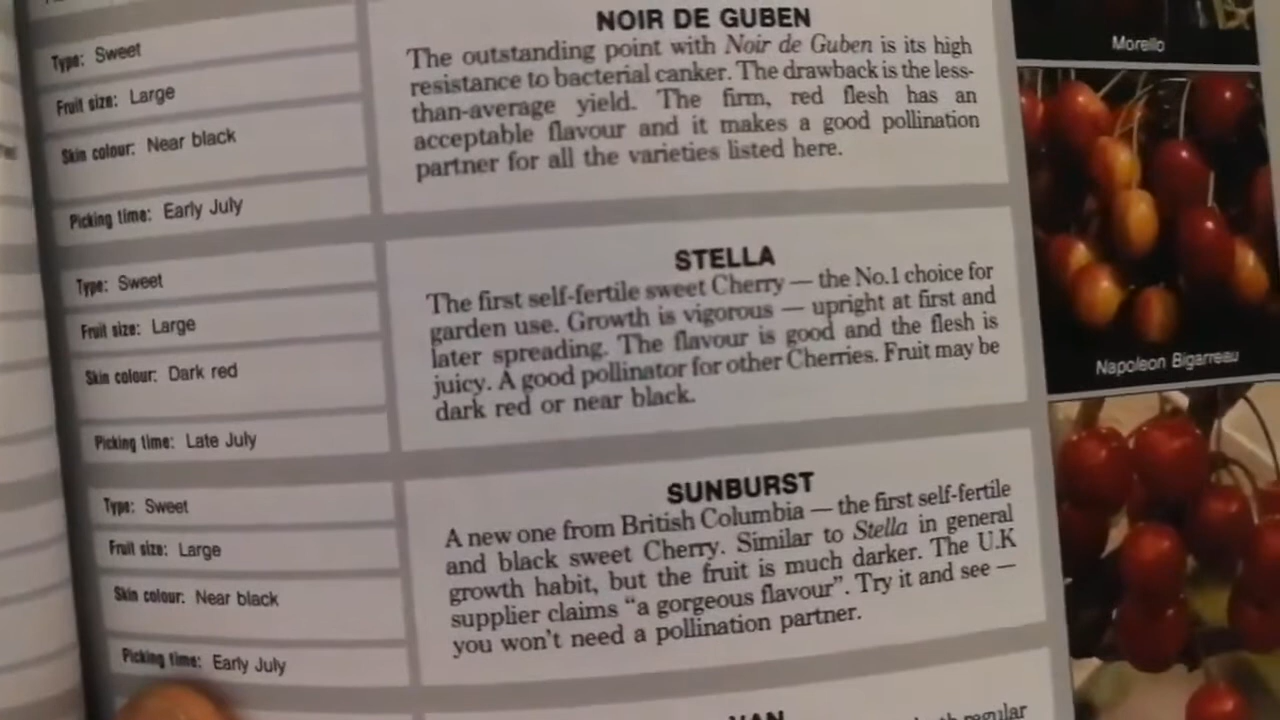 NOIR DE GUBEN
Type: Sweet
Fruit size: Large
Skin colour: Near black
Picking time: Early July
The outstanding point with Noir de Guben is its high
resistance to bacterial canker. The drawback is the less-
than-average yield. The firm, red flesh has an
acceptable flavour and it makes a good pollination
partner for all the varieties listed here.
STELLA
Type: Sweet
Fruit size: Large
Skin colour: Dark red
Picking time: Late July
The first self-fertile sweet Cherry — the No.1 choice for
garden use. Growth is vigorous — upright at first and
later spreading. The flavour is good and the flesh is
juicy. A good pollinator for other Cherries. Fruit may be
dark red or near black.
SUNBURST
Type: Sweet
Fruit size: Large
Skin colour: Near black
Picking time: Early July
A new one from British Columbia — the first self-fertile
and black sweet Cherry. Similar to Stella in general
growth habit, but the fruit is much darker. The U.K
supplier claims "a gorgeous flavour". Try it and see —
you won't need a pollination partner.
VAN
regular
Morello
Napoleon Bigarreau